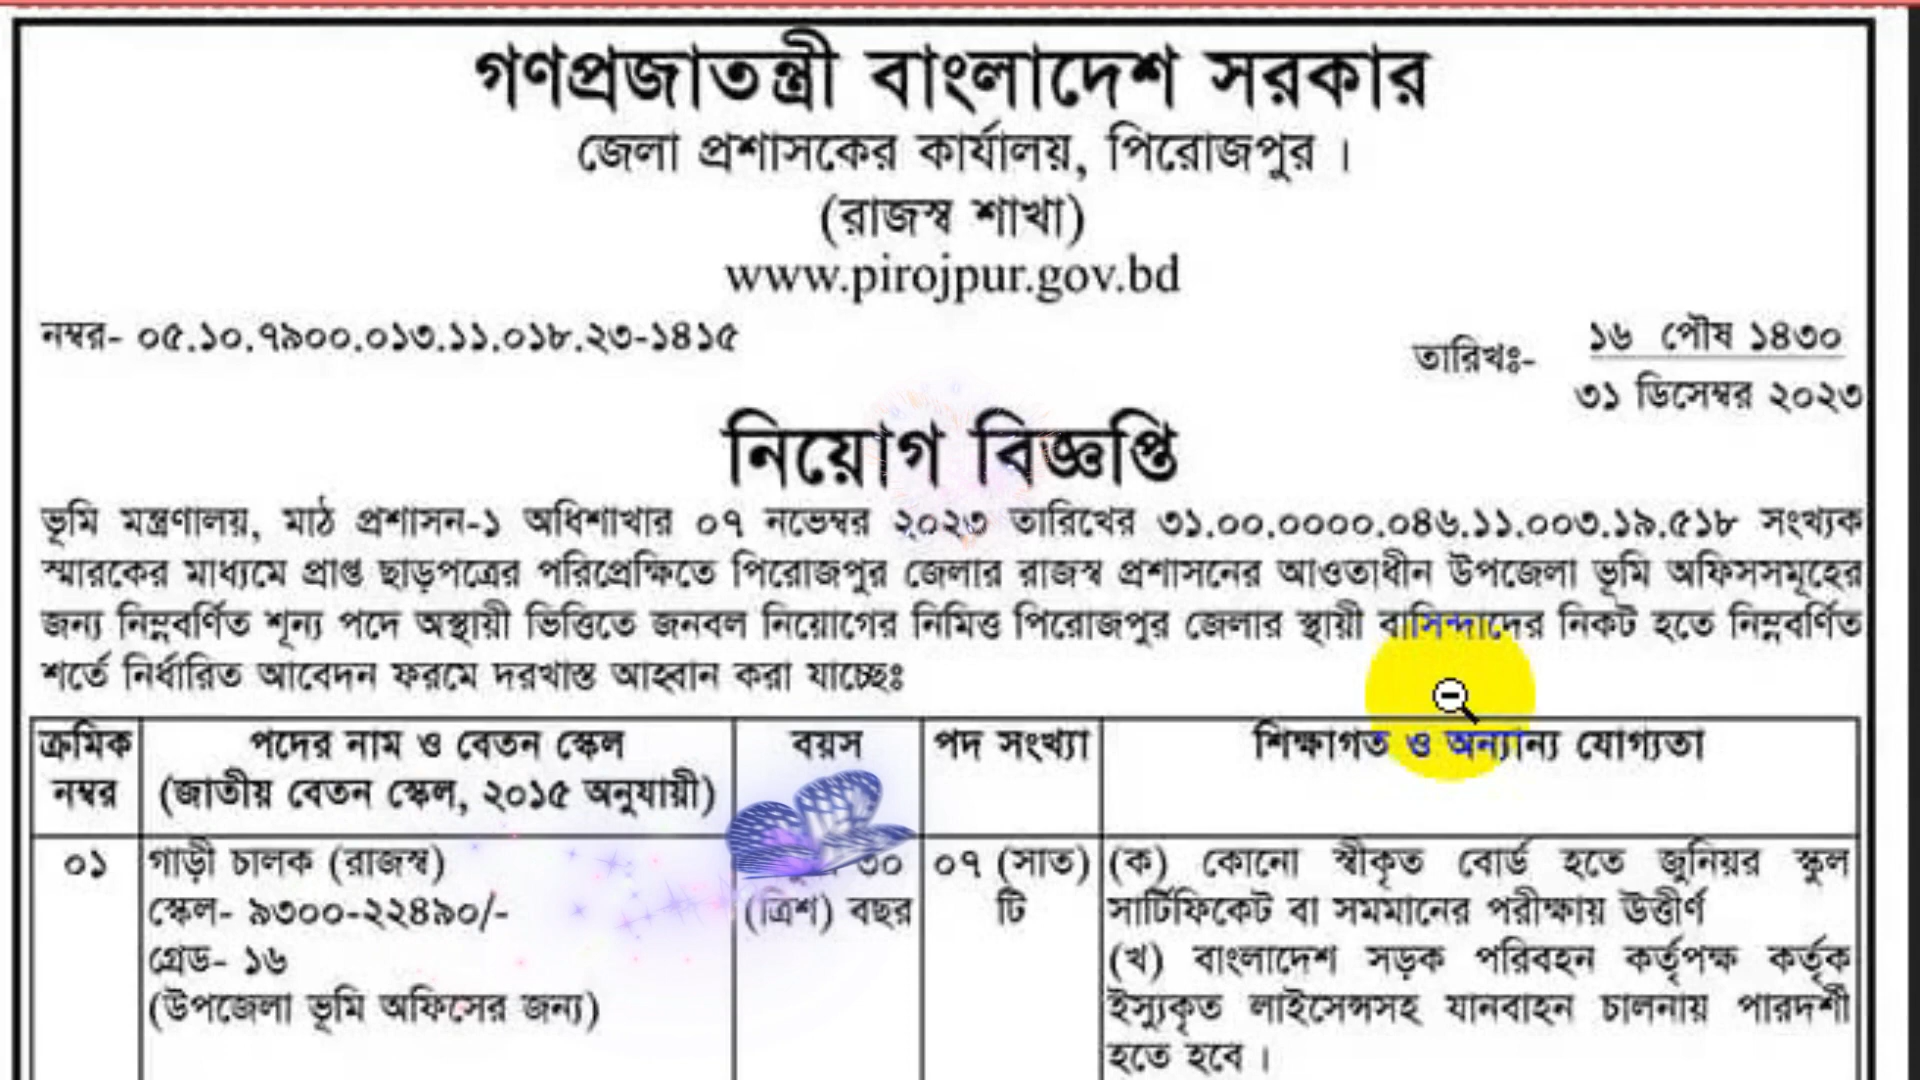 গণপ্রজাতন্ত্রী বাংলাদেশ সরকার
জেলা প্রশাসকের কার্যালয়, পিরোজপুর ।
(রাজস্ব শাখা)
www.pirojpur.gov.bd
নম্বর- ০৫.১০.৭৯০০.০১৩.১১.০১৮.২৩-১৪১৫
তারিখঃ- ১৬ পৌষ ১৪৩০
৩১ ডিসেম্বর ২০২৩
নিয়োগ বিজ্ঞপ্তি
ভূমি মন্ত্রণালয়, মাঠ প্রশাসন-১ অধিশাখার ০৭ নভেম্বর ২০২৩ তারিখের ৩১.০০.০০০০.০৪৬.১১.০০৩.১৯.৫১৮ সংখ্যক
স্মারকের মাধ্যমে প্রাপ্ত ছাড়পত্রের পরিপ্রেক্ষিতে পিরোজপুর জেলার রাজস্ব প্রশাসনের আওতাধীন উপজেলা ভূমি অফিসসমূহের
জন্য নিম্নবর্ণিত শূন্য পদে অস্থায়ী ভিত্তিতে জনবল নিয়োগের নিমিত্ত পিরোজপুর জেলার স্থায়ী বাসিন্দাদের নিকট হতে নিম্নবর্ণিত
শর্তে নির্ধারিত আবেদন ফরমে দরখাস্ত আহ্বান করা যাচ্ছেঃ
ক্রমিক নম্বর
পদের নাম ও বেতন স্কেল
(জাতীয় বেতন স্কেল, ২০১৫ অনুযায়ী)
বয়স
পদ সংখ্যা
শিক্ষাগত ও অন্যান্য যোগ্যতা
০১
গাড়ী চালক (রাজস্ব)
স্কেল- ৯৩০০-২২৪৯০/-
গ্রেড- ১৬
(উপজেলা ভূমি অফিসের জন্য)
৩০
(ত্রিশ) বছর
০৭ (সাত)
টি
(ক) কোনো স্বীকৃত বোর্ড হতে জুনিয়র স্কুল
সার্টিফিকেট বা সমমানের পরীক্ষায় উত্তীর্ণ
(খ) বাংলাদেশ সড়ক পরিবহন কর্তৃপক্ষ কর্তৃক
ইস্যুকৃত লাইসেন্সসহ যানবাহন চালনায় পারদর্শী
হতে হবে ।